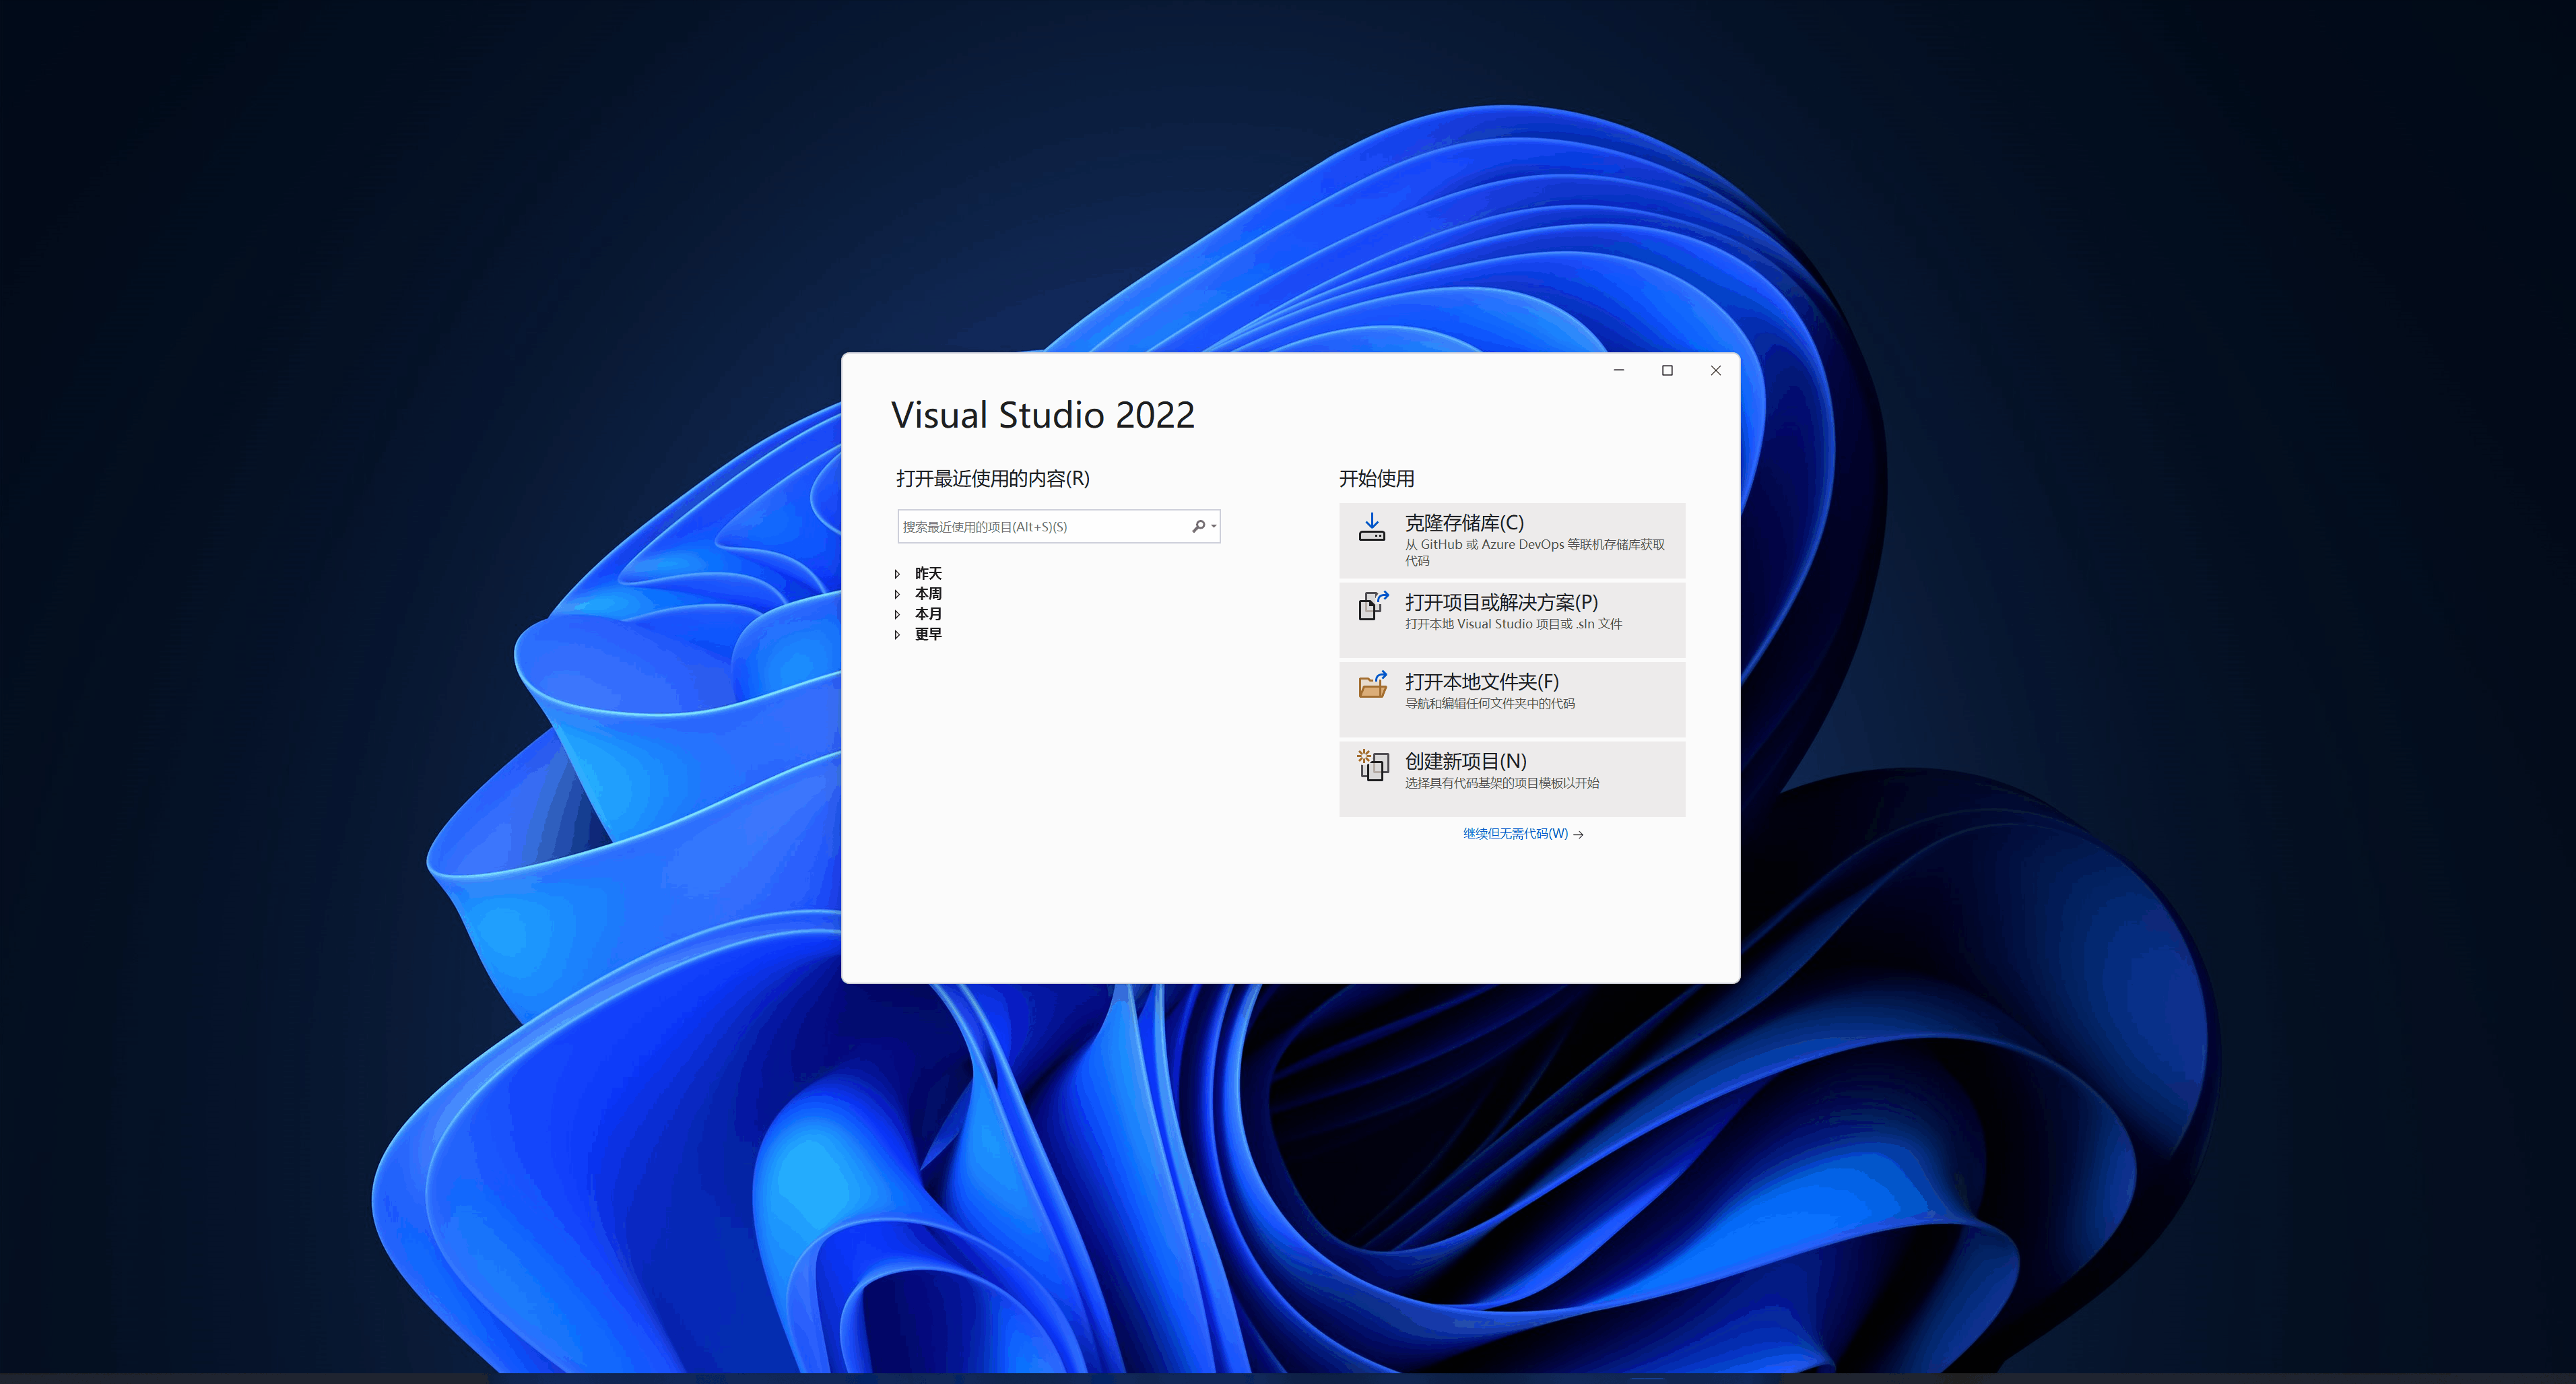 Visual Studio 2022
打开最近使用的内容(R)
搜索最近使用的项目(Alt+S)(S)
昨天
本周
本月
更早
开始使用
克隆存储库(C)
从 GitHub 或 Azure DevOps 等联机存储库获取
代码
打开项目或解决方案(P)
打开本地 Visual Studio 项目或 .sln 文件
打开本地文件夹(F)
导航和编辑任何文件夹中的代码
创建新项目(N)
选择具有代码基架的项目模板以开始
继续但无需代码(W) →